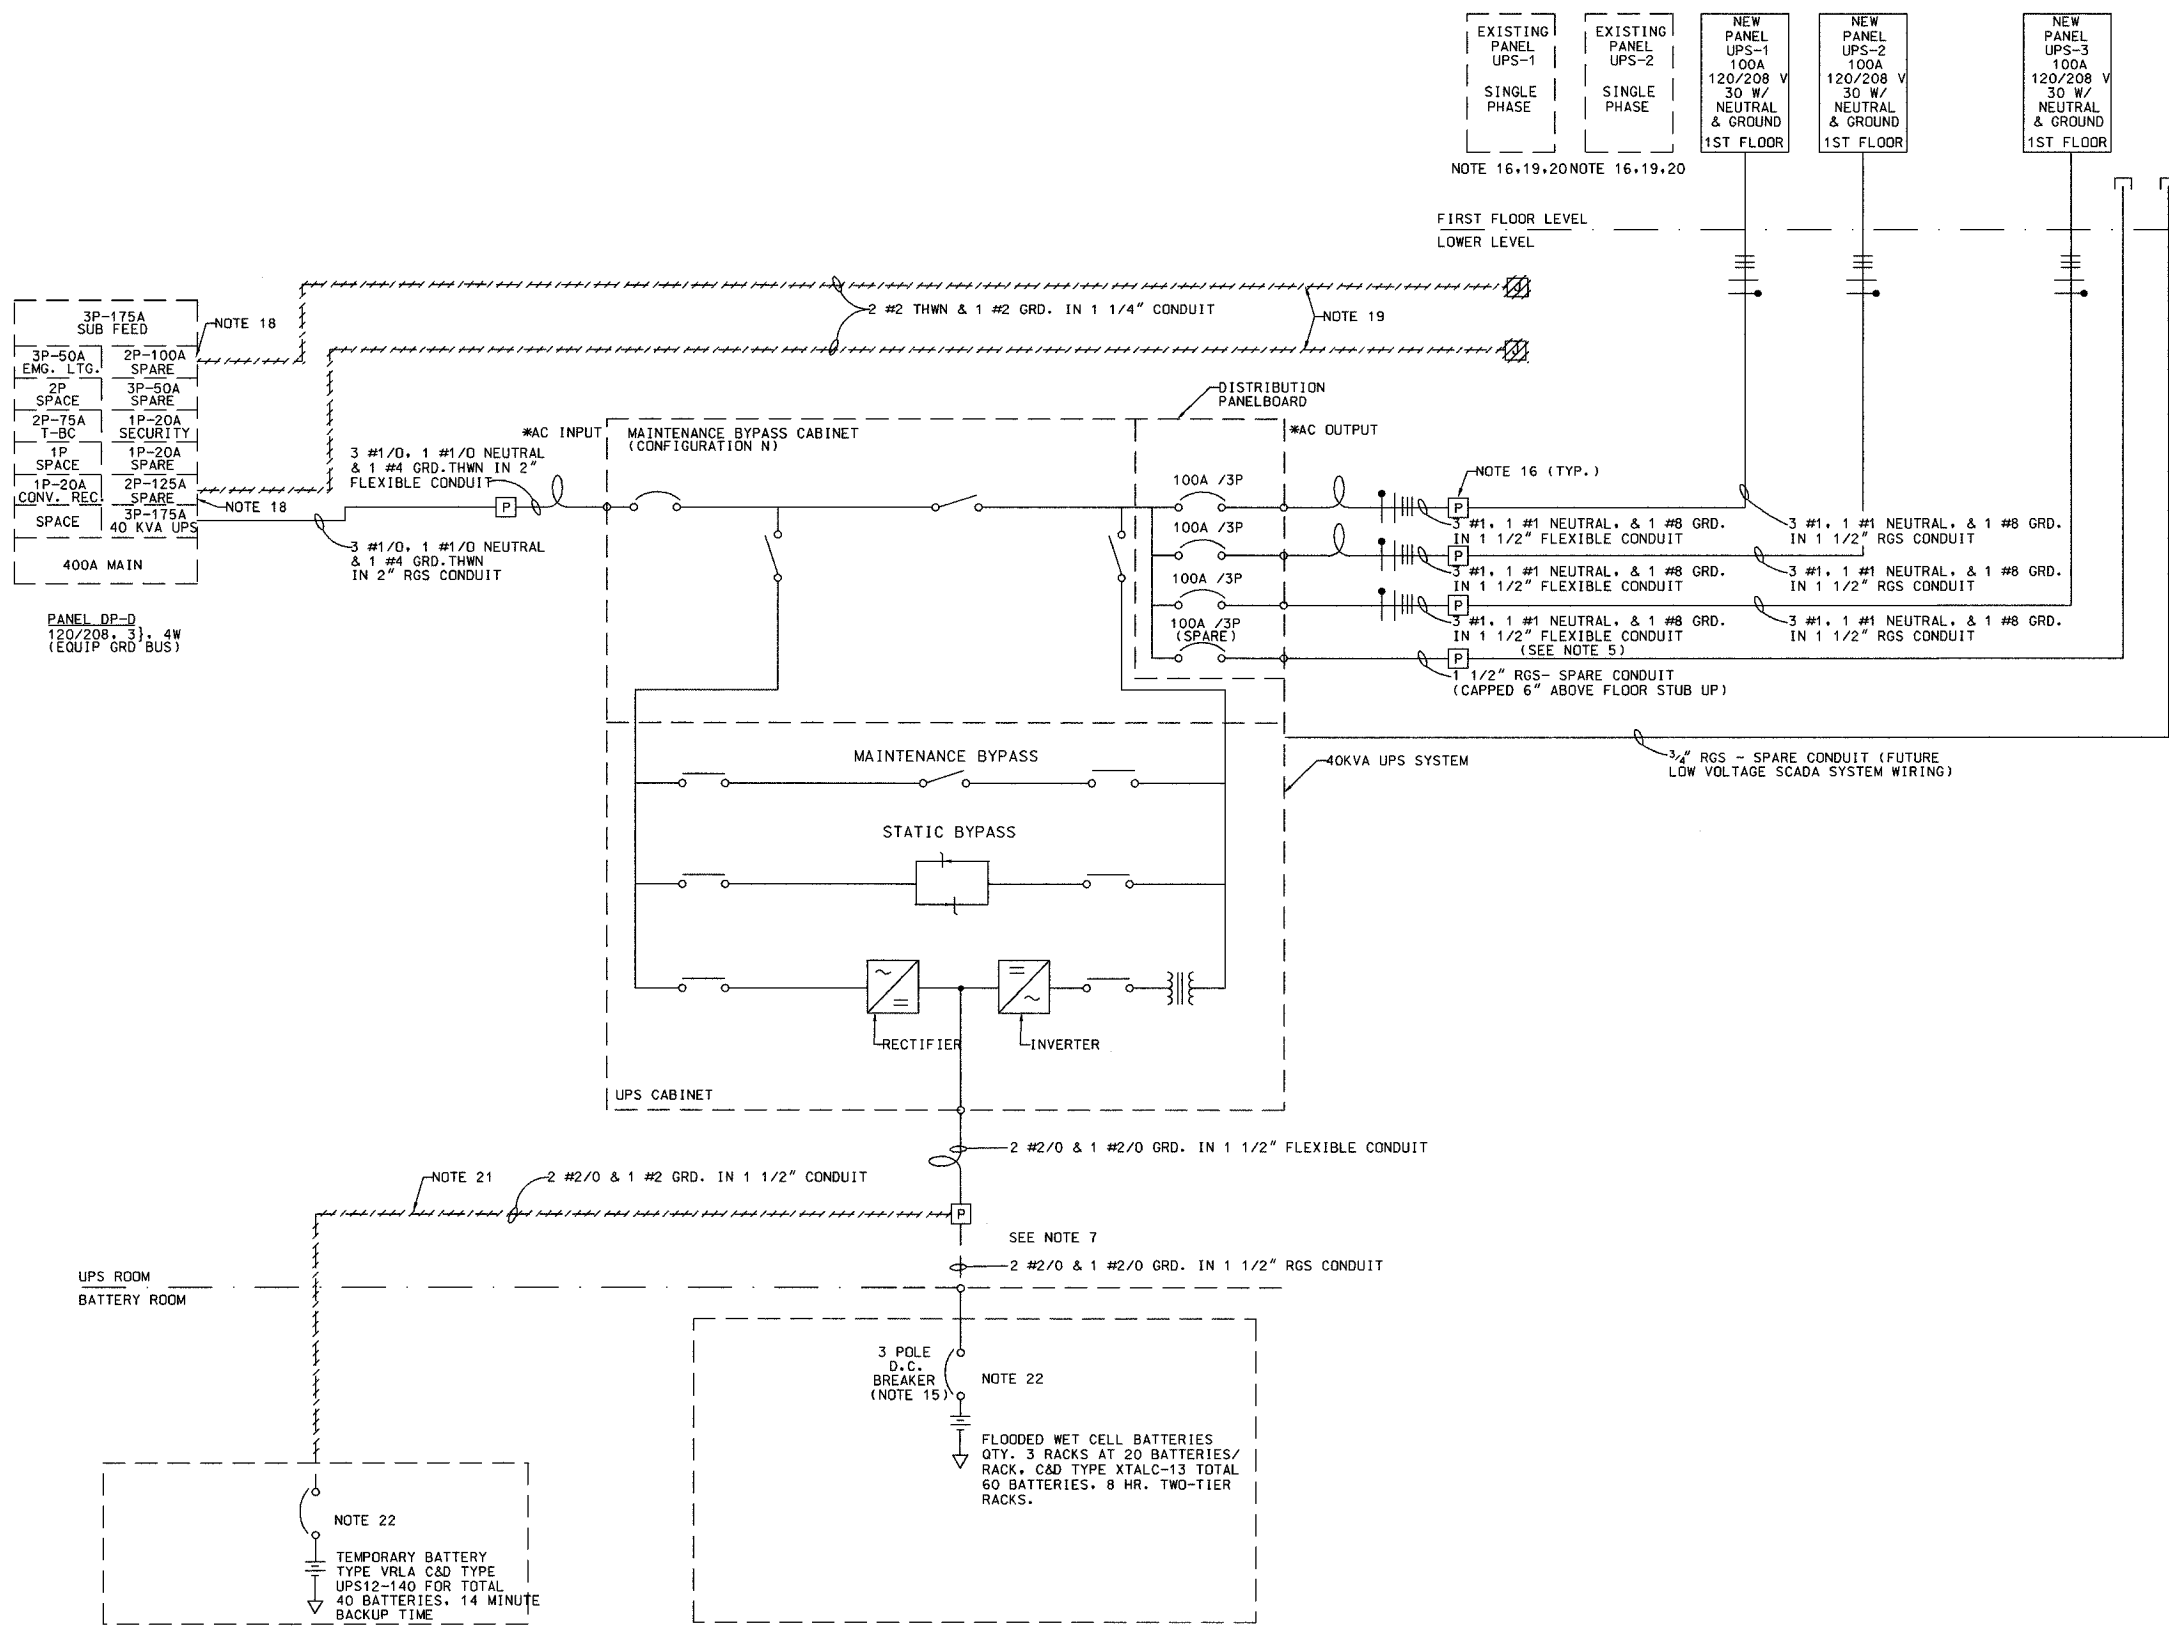 EXISTING
PANEL
UPS-1
SINGLE
PHASE
NOTE 16,19,20
EXISTING
PANEL
UPS-2
SINGLE
PHASE
NOTE 16,19,20
NEW
PANEL
UPS-1
100A
120/208 V
30 W/
NEUTRAL
& GROUND
1ST FLOOR
NEW
PANEL
UPS-2
100A
120/208 V
30 W/
NEUTRAL
& GROUND
1ST FLOOR
NEW
PANEL
UPS-3
100A
120/208 V
30 W/
NEUTRAL
& GROUND
1ST FLOOR
FIRST FLOOR LEVEL
LOWER LEVEL
3P-175A
SUB FEED
3P-50A
EMG. LTG.
2P-100A
SPARE
2P
SPACE
3P-50A
SPARE
2P-75A
T-BC
1P-20A
SECURITY
1P
SPACE
1P-20A
SPARE
1P-20A
CONV. REC.
2P-125A
SPARE
SPACE
3P-175A
40 KVA UPS
400A MAIN
PANEL DP-D
120/208, 3}, 4W
(EQUIP GRD BUS)
NOTE 18
NOTE 18
2 #2 THWN & 1 #2 GRD. IN 1 1/4" CONDUIT
NOTE 19
J
J
3 #1/0, 1 #1/0 NEUTRAL
& 1 #4 GRD.THWN IN 2"
FLEXIBLE CONDUIT
P
3 #1/0, 1 #1/0 NEUTRAL
& 1 #4 GRD.THWN
IN 2" RGS CONDUIT
*AC INPUT
MAINTENANCE BYPASS CABINET
(CONFIGURATION N)
DISTRIBUTION
PANELBOARD
*AC OUTPUT
100A /3P
100A /3P
100A /3P
100A /3P
(SPARE)
NOTE 16 (TYP.)
P
3 #1, 1 #1 NEUTRAL, & 1 #8 GRD.
IN 1 1/2" FLEXIBLE CONDUIT
3 #1, 1 #1 NEUTRAL, & 1 #8 GRD.
IN 1 1/2" RGS CONDUIT
P
3 #1, 1 #1 NEUTRAL, & 1 #8 GRD.
IN 1 1/2" FLEXIBLE CONDUIT
3 #1, 1 #1 NEUTRAL, & 1 #8 GRD.
IN 1 1/2" RGS CONDUIT
P
3 #1, 1 #1 NEUTRAL, & 1 #8 GRD.
IN 1 1/2" FLEXIBLE CONDUIT
(SEE NOTE 5)
3 #1, 1 #1 NEUTRAL, & 1 #8 GRD.
IN 1 1/2" RGS CONDUIT
P
1 1/2" RGS- SPARE CONDUIT
(CAPPED 6" ABOVE FLOOR STUB UP)
3/4" RGS - SPARE CONDUIT (FUTURE
LOW VOLTAGE SCADA SYSTEM WIRING)
40KVA UPS SYSTEM
MAINTENANCE BYPASS
STATIC BYPASS
RECTIFIER
INVERTER
UPS CABINET
2 #2/0 & 1 #2/0 GRD. IN 1 1/2" FLEXIBLE CONDUIT
NOTE 21
2 #2/0 & 1 #2 GRD. IN 1 1/2" CONDUIT
P
SEE NOTE 7
2 #2/0 & 1 #2/0 GRD. IN 1 1/2" RGS CONDUIT
UPS ROOM
BATTERY ROOM
3 POLE
D.C.
BREAKER
(NOTE 15)
NOTE 22
FLOODED WET CELL BATTERIES
QTY. 3 RACKS AT 20 BATTERIES/
RACK, C&D TYPE XTALC-13 TOTAL
60 BATTERIES, 8 HR. TWO-TIER
RACKS.
NOTE 22
TEMPORARY BATTERY
TYPE VRLA C&D TYPE
UPS12-140 FOR TOTAL
40 BATTERIES, 14 MINUTE
BACKUP TIME